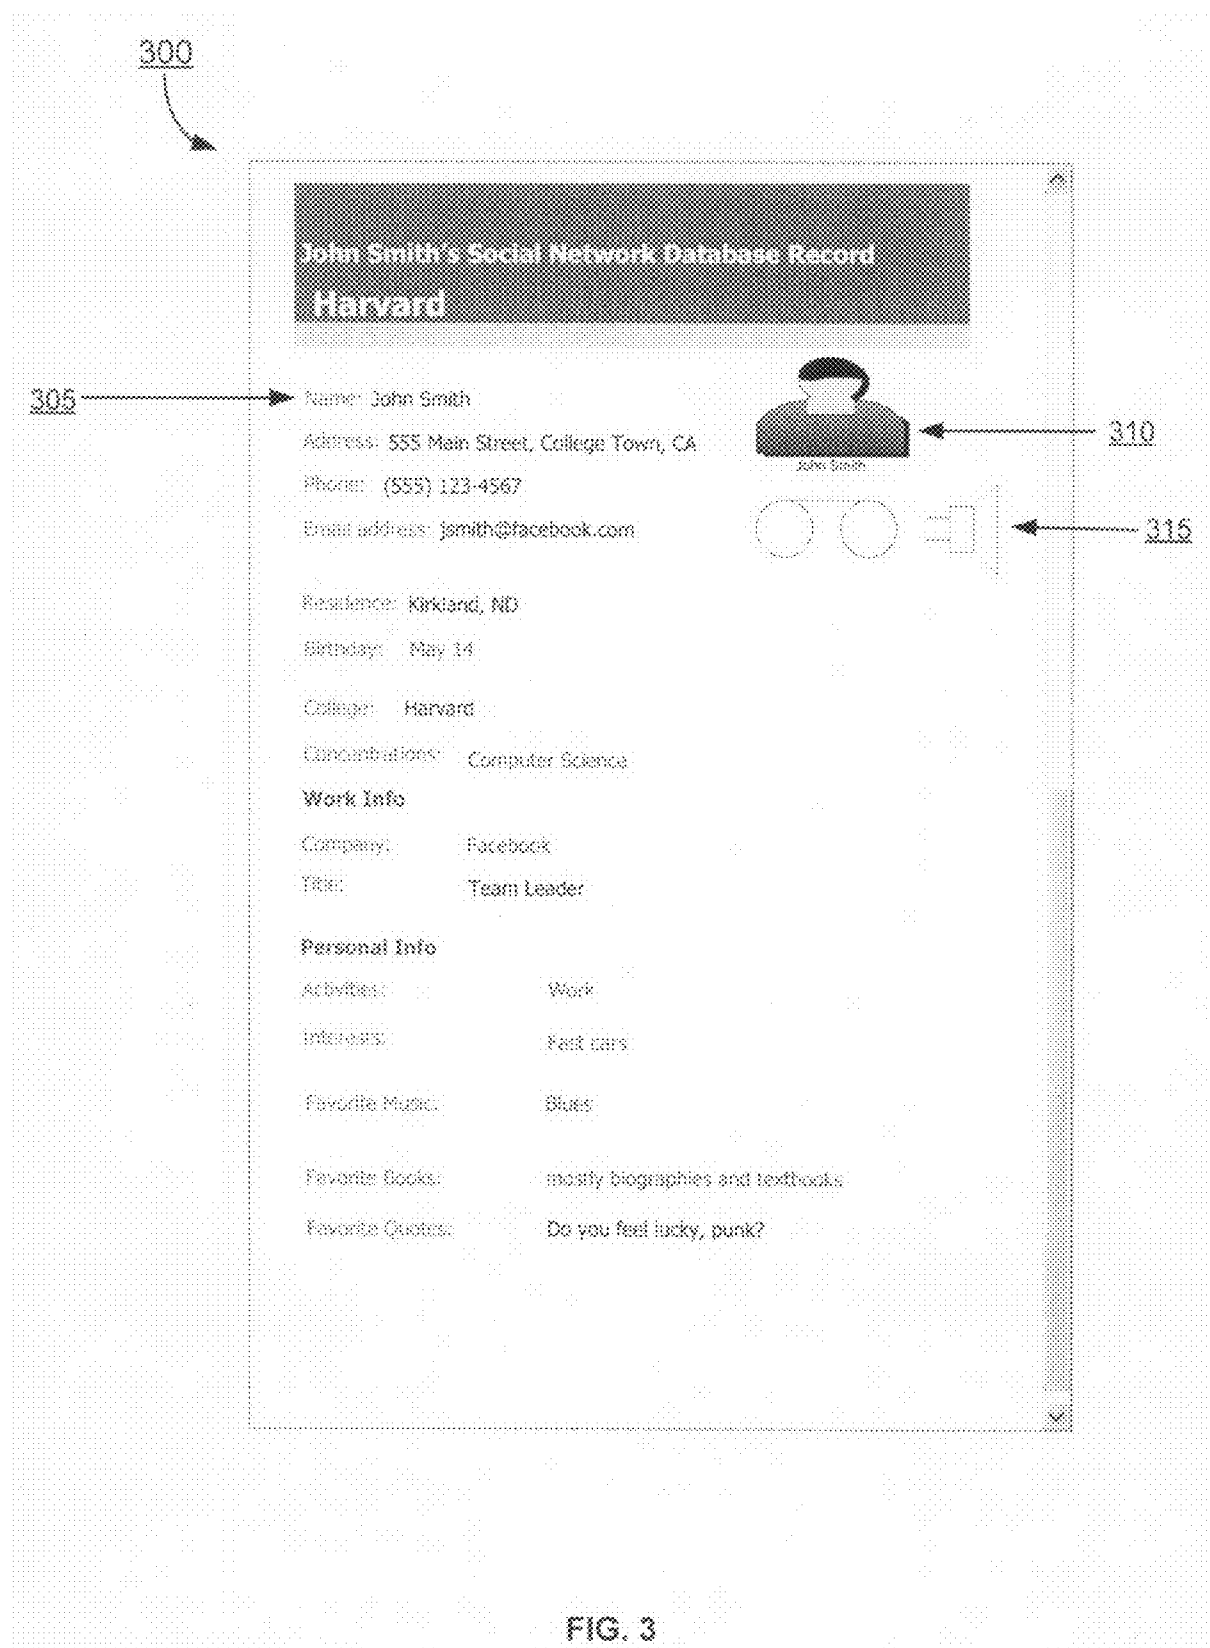 300
John Smith's Social Network Database Record
Harvard
305
Name: John Smith
310
Address: 555 Main Street, College Town, CA
John Smith
Phone: (555) 123-4567
Email address: jsmith@facebook.com
315
Residence: Kirkland, ND
Birthday: May 14
College: Harvard
Concentrations: Computer Science
Work Info
Company: Facebook
Title: Team Leader
Personal Info
Activities: Work
Interests: Fast cars
Favorite Music: Blues
Favorite Books: mostly biographies and textbooks
Favorite Quotes: Do you feel lucky, punk?
FIG. 3